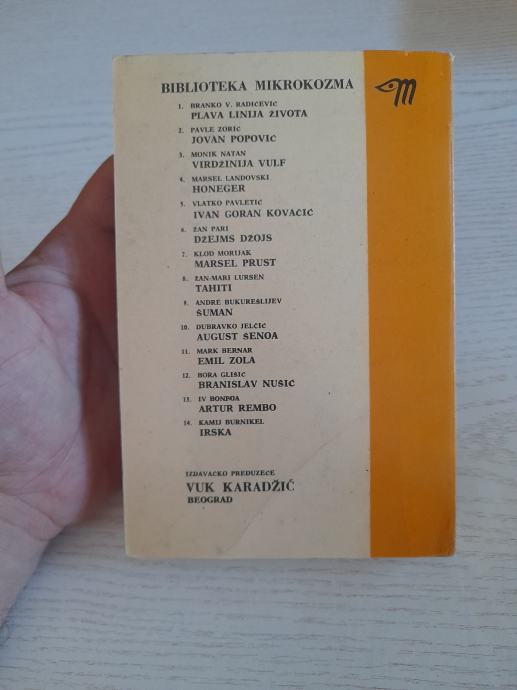 BIBLIOTEKA MIKROKOZMA
m
1. BRANKO V. RADIČEVIĆ
PLAVA LINIJA ŽIVOTA
2. PAVLE ZORIĆ
JOVAN POPOVIĆ
3. MONIK NATAN
VIRDŽINIJA VULF
4. MARSEL LANDOVSKI
HONEGER
5. VLATKO PAVLETIĆ
IVAN GORAN KOVAČIĆ
6. ŽAN PARI
DŽEJMS DŽOJS
7. KLOD MORIJAK
MARSEL PRUST
8. ŽAN-MARI LURSEN
TAHITI
9. ANDRE BUKUREŠLIJEV
ŠUMAN
10. DUBRAVKO JELČIĆ
AUGUST ŠENOA
11. MARK BERNAR
EMIL ZOLA
12. BORA GLIŠIĆ
BRANISLAV NUŠIĆ
13. IV BONFOA
ARTUR REMBO
14. KAMIJ BURNIKEL
IRSKA
IZDAVAČKO PREDUZEĆE
VUK KARADŽIĆ
BEOGRAD